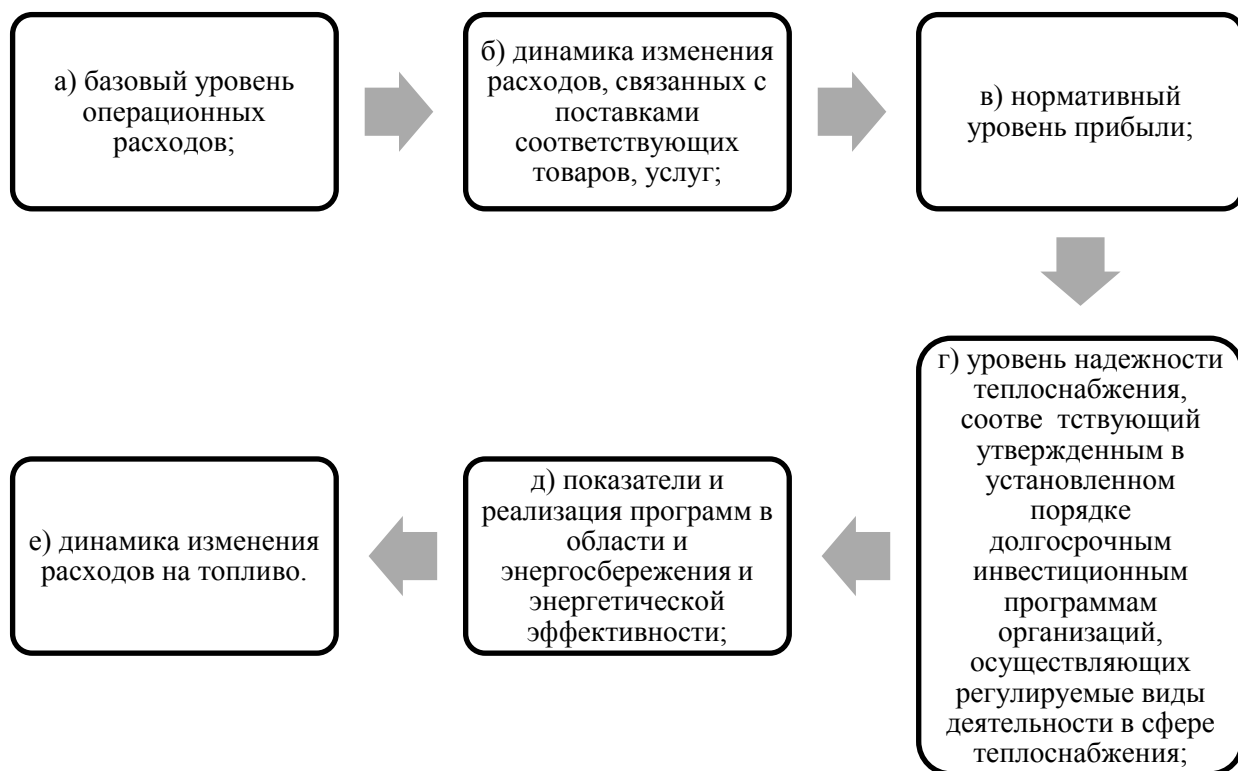 а) базовый уровень
операционных
расходов;
б) динамика изменения
расходов, связанных с
поставками
соответствующих
товаров, услуг;
в) нормативный
уровень прибыли;
г) уровень надежности
теплоснабжения,
соотве тствующий
утвержденным в
установленном
порядке
долгосрочным
инвестиционным
программам
организаций,
осуществляющих
регулируемые виды
деятельности в сфере
теплоснабжения;
д) показатели и
реализация программ в
области и
энергосбережения и
энергетической
эффективности;
е) динамика изменения
расходов на топливо.